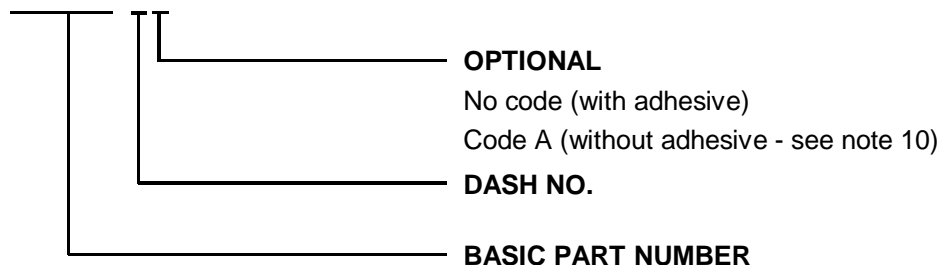 OPTIONAL
No code (with adhesive)
Code A (without adhesive - see note 10)
DASH NO.
BASIC PART NUMBER